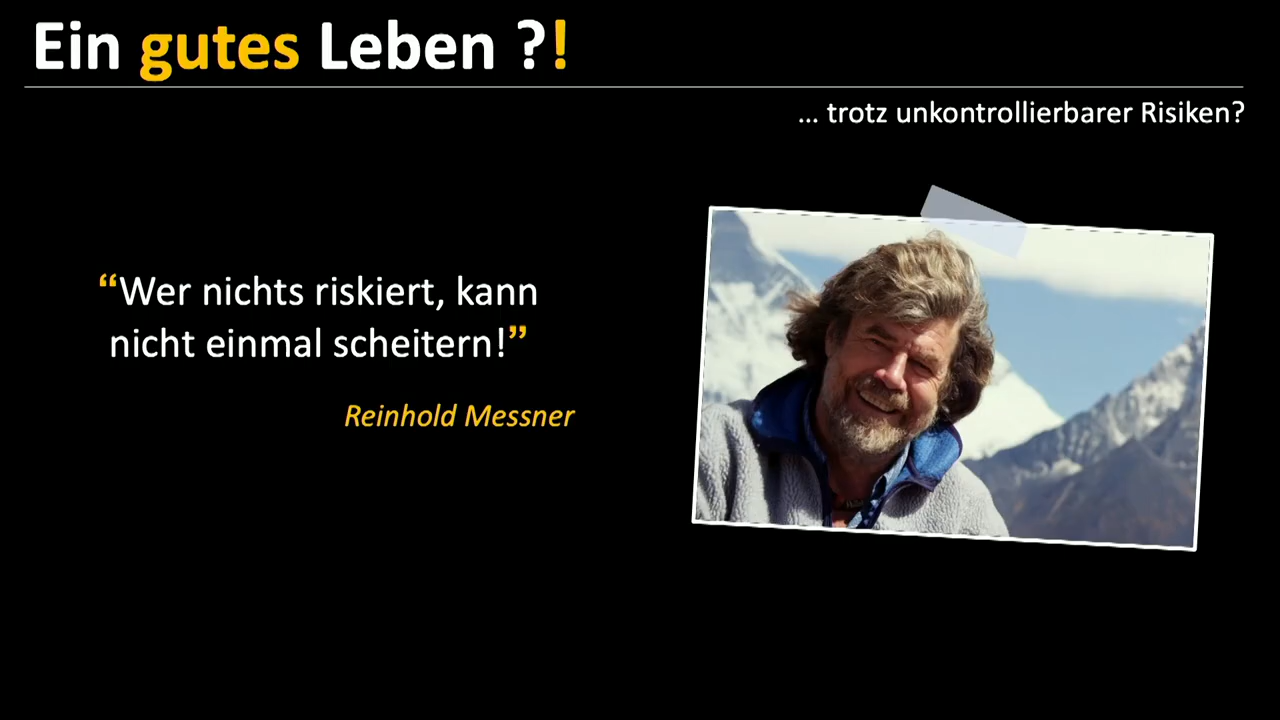 Ein gutes Leben ?!
... trotz unkontrollierbarer Risiken?
“Wer nichts riskiert, kann
nicht einmal scheitern!”
Reinhold Messner